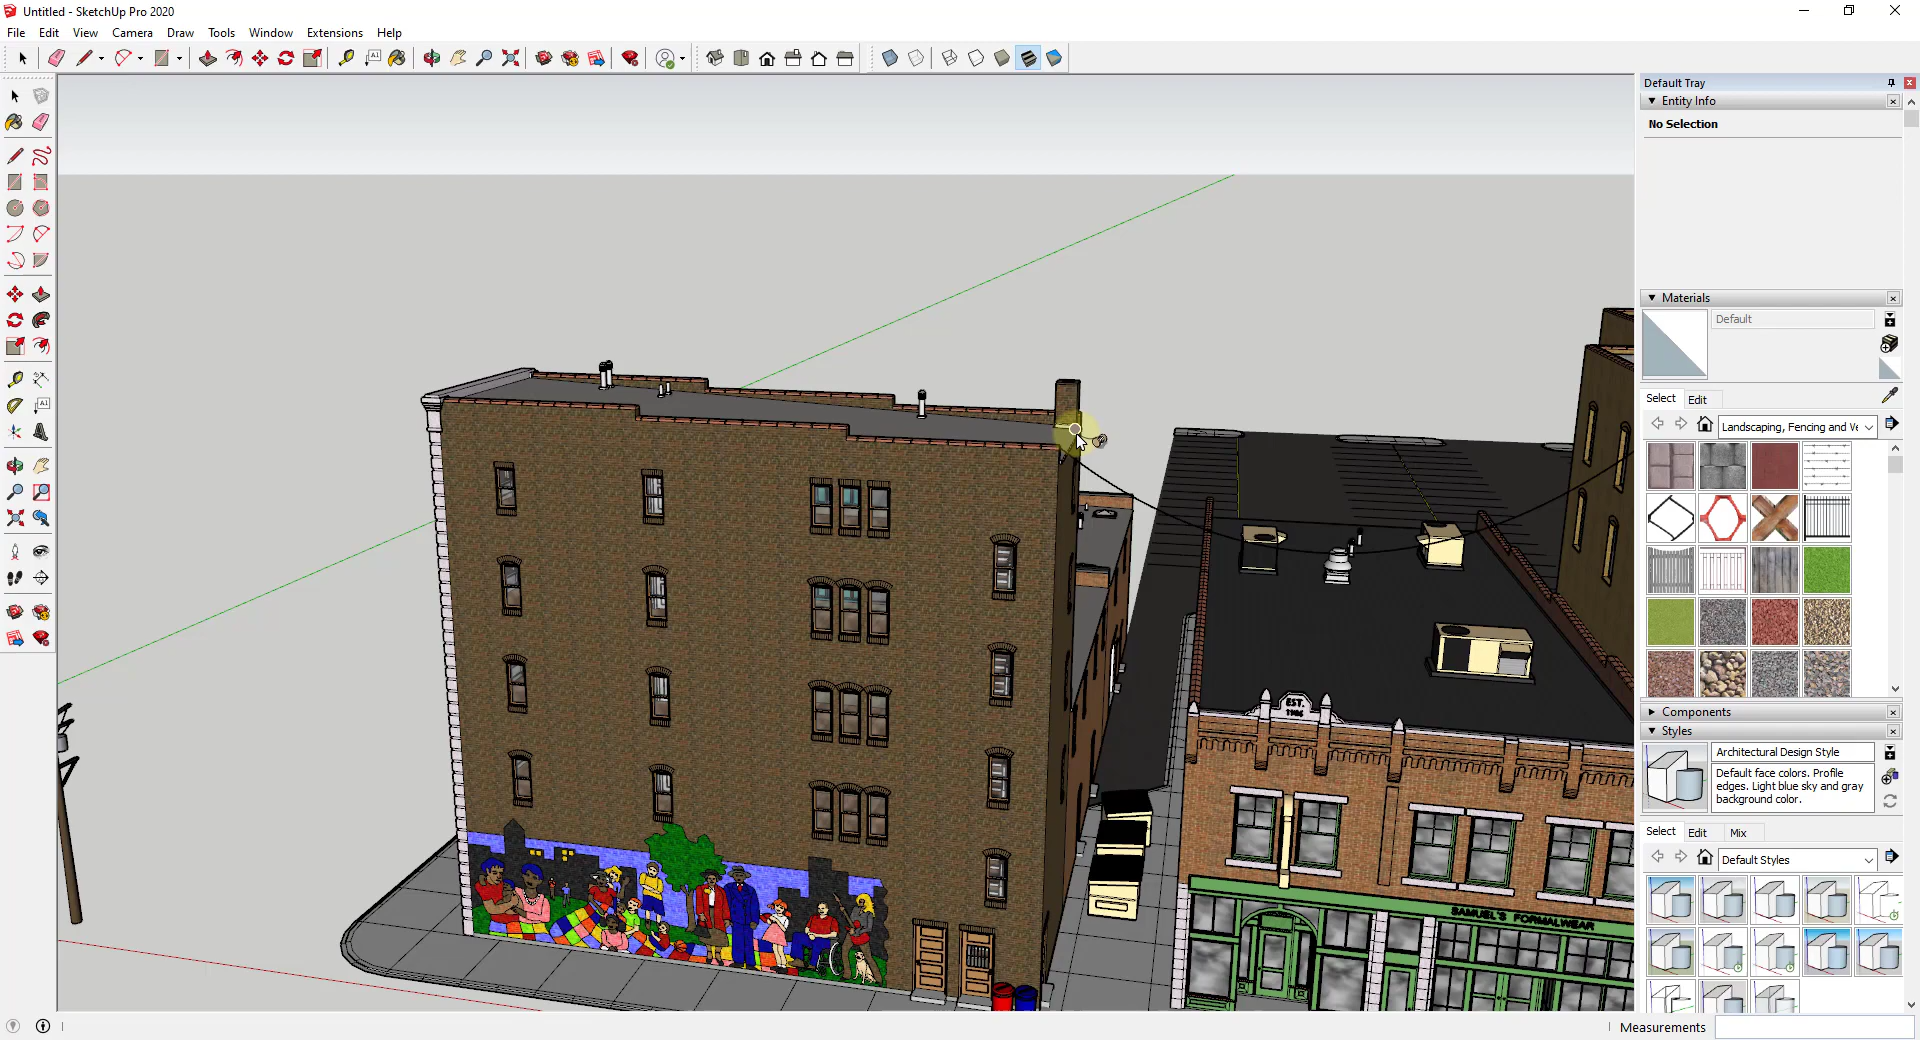 Untitled - SketchUp Pro 2020
File Edit View Camera Draw Tools Window Extensions Help
Default Tray
Entity Info
No Selection
Materials
Default
Select Edit
Landscaping, Fencing and Ve
Components
Styles
Architectural Design Style
Default face colors. Profile
edges. Light blue sky and gray
background color.
Select Edit Mix
Default Styles
EST.
1906
SAMUEL'S FORMALWEAR
Measurements